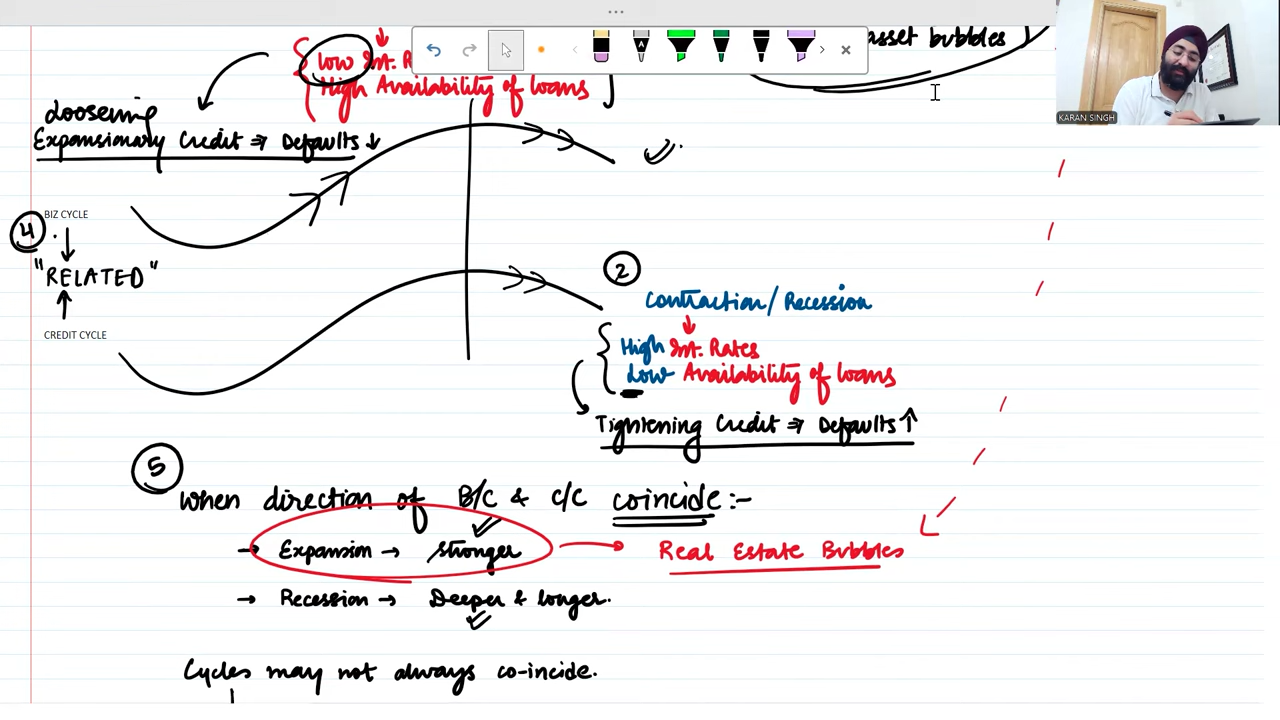 asset bubbles ↑
Low Int. R
High Availability of loans
Loosening
Expansionary Credit ⇒ Defaults ↓
KARAN SINGH
4
BIZ CYCLE
"RELATED"
CREDIT CYCLE
2
Contraction/Recession
High Int. Rates
Low Availability of loans
Tightening Credit ⇒ Defaults ↑
5
When direction of B/C & C/C coincide:-
→ Expansion → stronger → Real Estate Bubbles
→ Recession → Deeper & longer.
Cycles may not always co-incide.